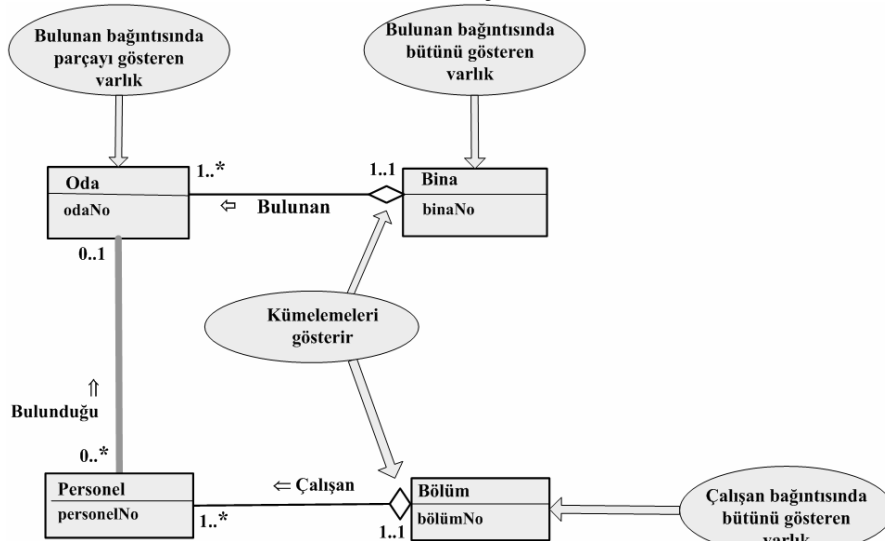 Bulunan bağıntısında
parçayı gösteren
varlık
Bulunan bağıntısında
bütünü gösteren
varlık
1..*
1..1
Oda
odaNo
Bina
binaNo
⇦ Bulunan
0..1
Kümelemeleri
gösterir
⇑
Bulunduğu
0..*
Personel
personelNo
⇐ Çalışan
1..*
1..1
Bölüm
bölümNo
Çalışan bağıntısında
bütünü gösteren
varlık